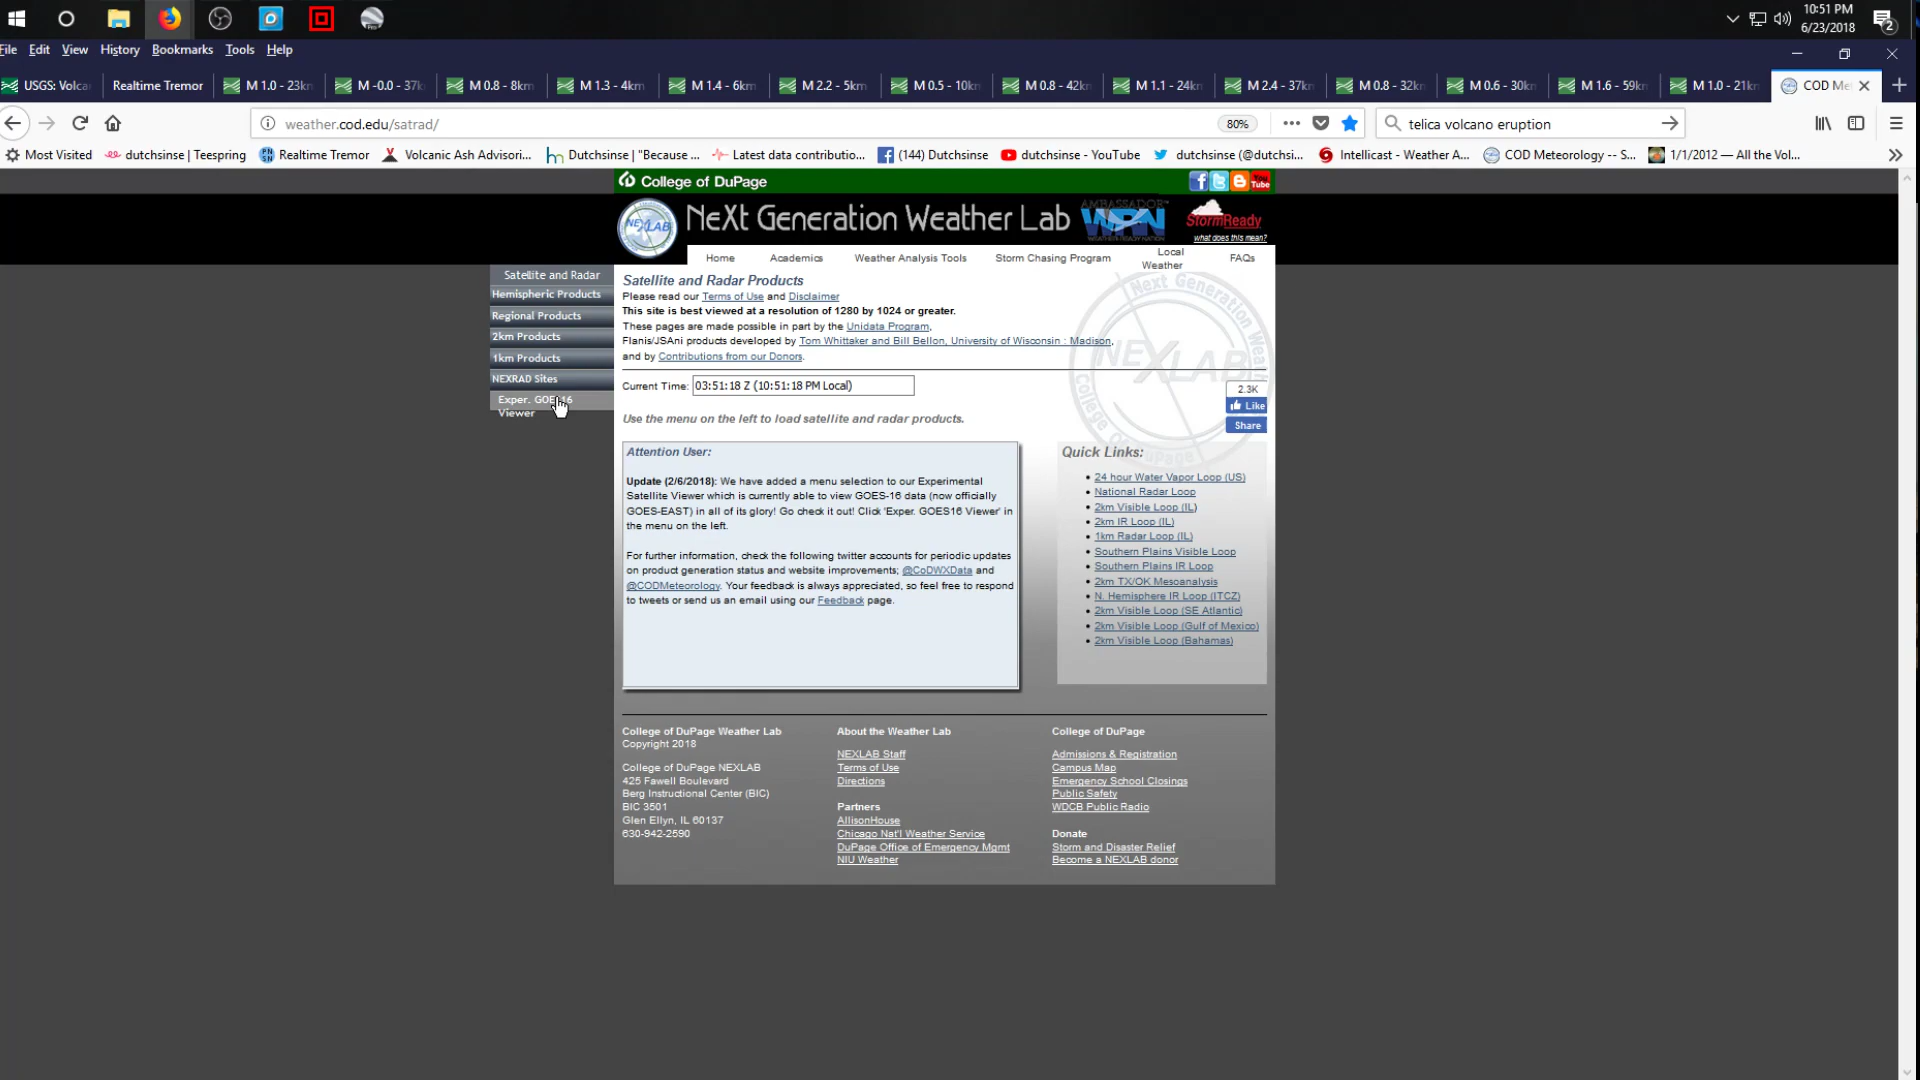 10:51 PM
6/23/2018
2
File Edit View History Bookmarks Tools Help
USGS: Volca
Realtime Tremor
M 1.0 - 23km
M -0.0 - 37k
M 0.8 - 8km
M 1.3 - 4km
M 1.4 - 6km
M 2.2 - 5km
M 0.5 - 10km
M 0.8 - 42km
M 1.1 - 24km
M 2.4 - 37km
M 0.8 - 32km
M 0.6 - 30km
M 1.6 - 59km
M 1.0 - 21km
COD Me
weather.cod.edu/satrad/
80%
telica volcano eruption
Most Visited
dutchsinse | Teespring
Realtime Tremor
Volcanic Ash Advisori...
Dutchsinse | "Because ...
Latest data contributio...
(144) Dutchsinse
dutchsinse - YouTube
dutchsinse (@dutchsi...
Intellicast - Weather A...
COD Meteorology -- S...
1/1/2012 — All the Vol...
College of DuPage
You Tube
NEXLAB
NeXt Generation Weather Lab
AMBASSADOR
WRN
WEATHER-READY NATION
StormReady
what does this mean?
Home
Academics
Weather Analysis Tools
Storm Chasing Program
Local Weather
FAQs
Satellite and Radar
Hemispheric Products
Regional Products
2km Products
1km Products
NEXRAD Sites
Exper. GOES16
Viewer
Satellite and Radar Products
Please read our Terms of Use and Disclaimer
This site is best viewed at a resolution of 1280 by 1024 or greater.
These pages are made possible in part by the Unidata Program,
Flanis/JSAni products developed by Tom Whittaker and Bill Bellon, University of Wisconsin : Madison,
and by Contributions from our Donors.
Next Generation Weather
NEXLAB
College of DuPage
Current Time: 03:51:18 Z (10:51:18 PM Local)
2.3K
Like
Share
Use the menu on the left to load satellite and radar products.
Attention User:
Update (2/6/2018): We have added a menu selection to our Experimental
Satellite Viewer which is currently able to view GOES-16 data (now officially
GOES-EAST) in all of its glory! Go check it out! Click 'Exper. GOES16 Viewer' in
the menu on the left.
For further information, check the following twitter accounts for periodic updates
on product generation status and website improvements; @CoDWXData and
@CODMeteorology. Your feedback is always appreciated, so feel free to respond
to tweets or send us an email using our Feedback page.
Quick Links:
24 hour Water Vapor Loop (US)
National Radar Loop
2km Visible Loop (IL)
2km IR Loop (IL)
1km Radar Loop (IL)
Southern Plains Visible Loop
Southern Plains IR Loop
2km TX/OK Mesoanalysis
N. Hemisphere IR Loop (ITCZ)
2km Visible Loop (SE Atlantic)
2km Visible Loop (Gulf of Mexico)
2km Visible Loop (Bahamas)
College of DuPage Weather Lab
Copyright 2018
College of DuPage NEXLAB
425 Fawell Boulevard
Berg Instructional Center (BIC)
BIC 3501
Glen Ellyn, IL 60137
630-942-2590
About the Weather Lab
NEXLAB Staff
Terms of Use
Directions
Partners
AllisonHouse
Chicago Nat'l Weather Service
DuPage Office of Emergency Mgmt
NIU Weather
College of DuPage
Admissions & Registration
Campus Map
Emergency School Closings
Public Safety
WDCB Public Radio
Donate
Storm and Disaster Relief
Become a NEXLAB donor